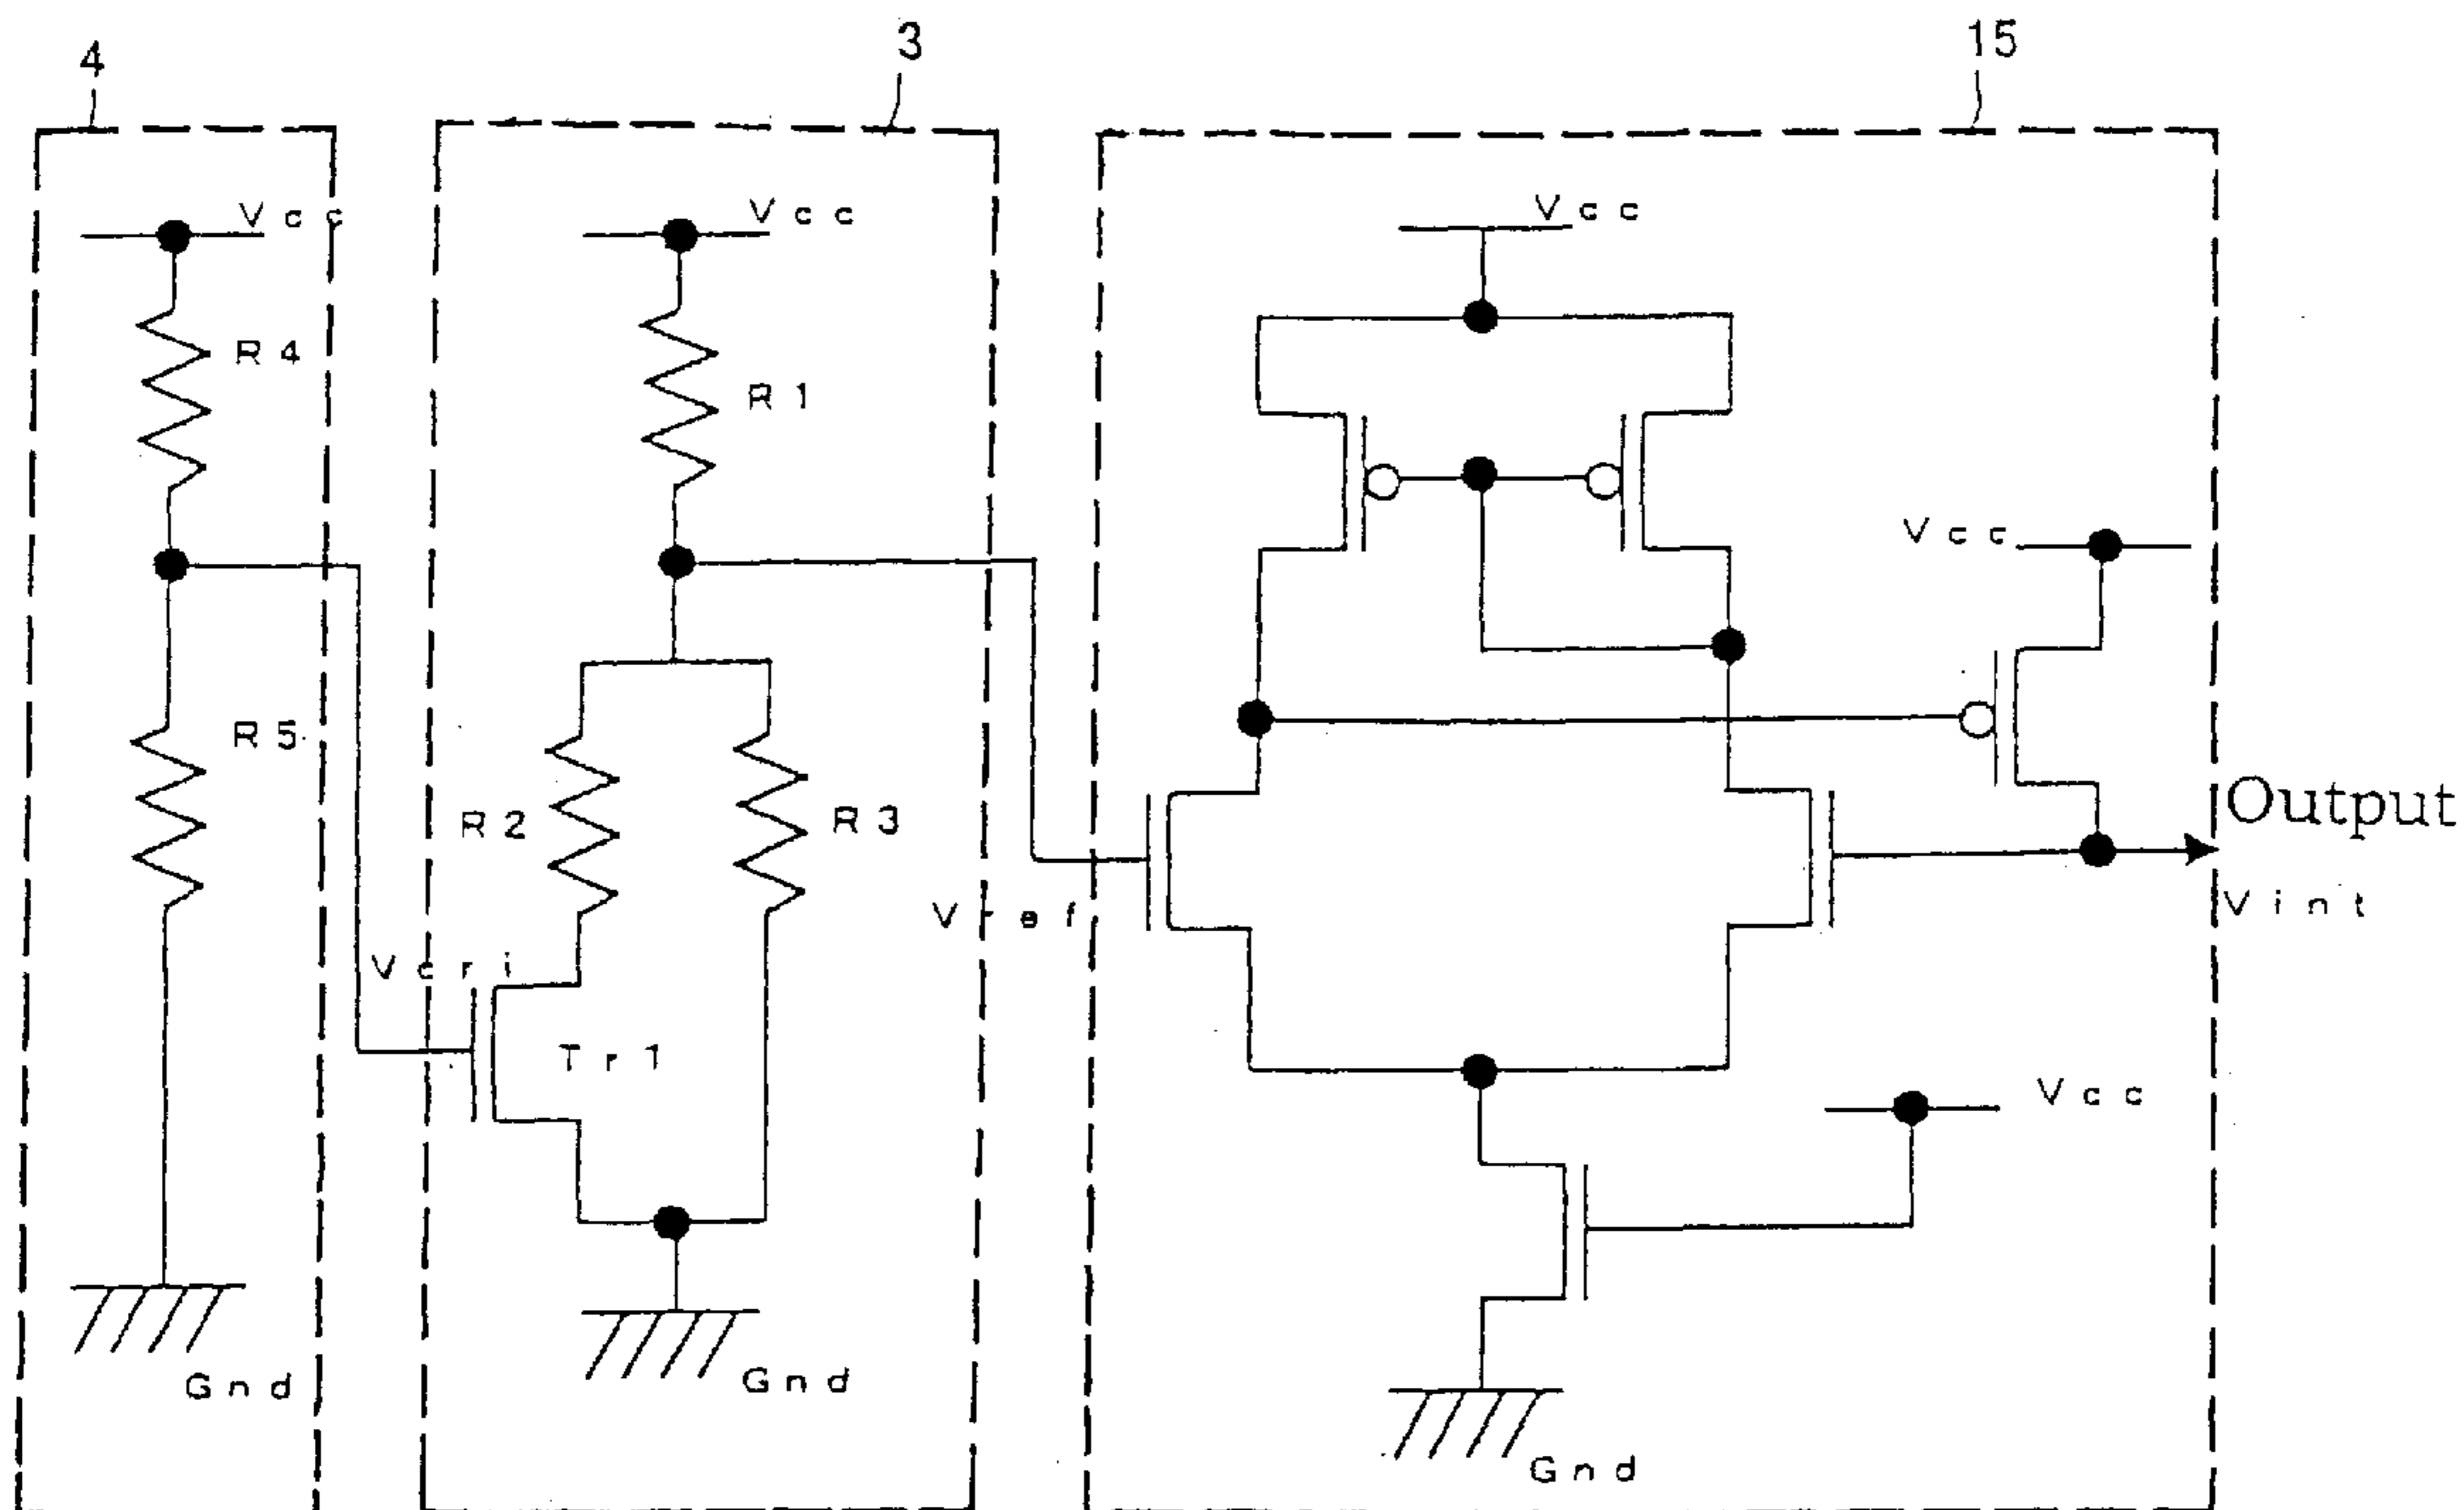 4
3
15
Vcc
Vcc
Vcc
R4
R1
Vcc
R5
R2
R3
Output
Vref
Vint
Vcri
Tr1
Vcc
Gnd
Gnd
Gnd